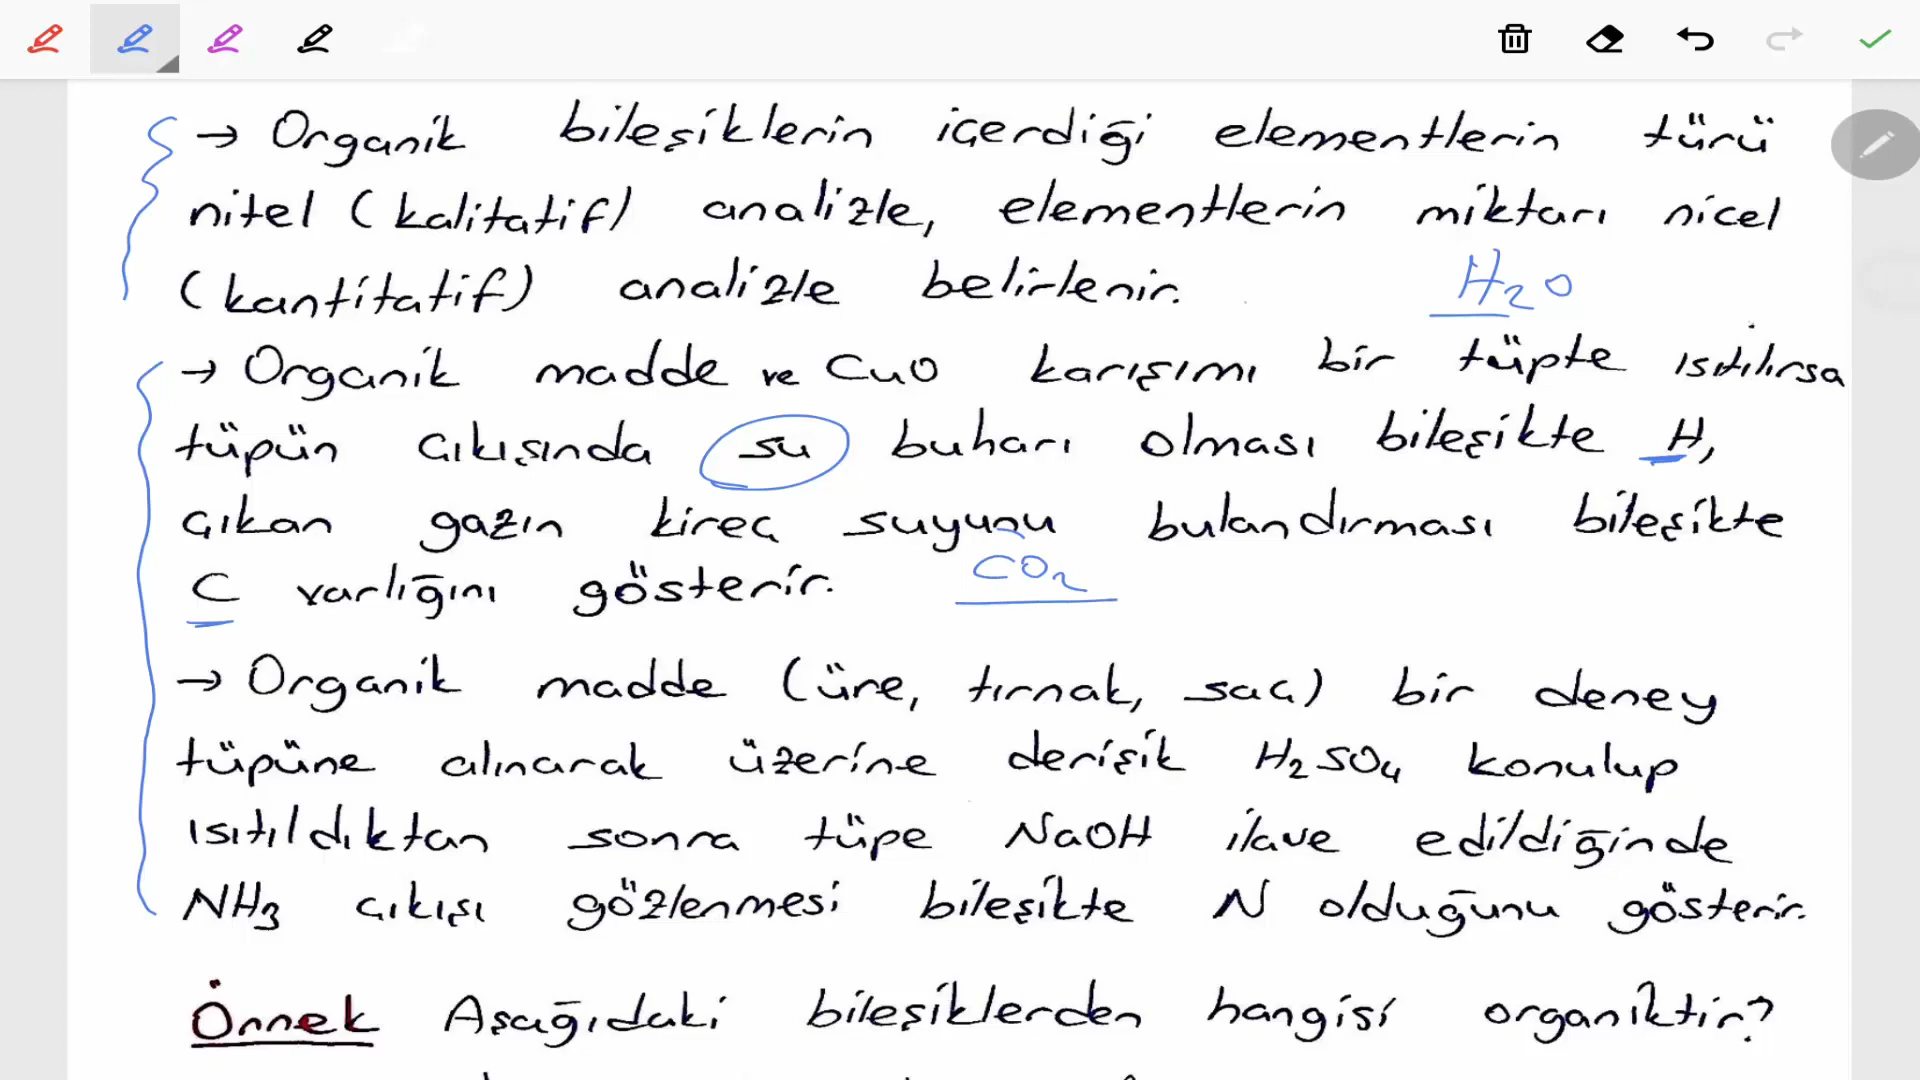 → Organik bileşiklerin içerdiği elementlerin türü
nitel (kalitatif) analizle, elementlerin miktarı nicel
(kantitatif) analizle belirlenir.
H₂O
→ Organik madde ve CuO karışımı bir tüpte ısıtılırsa
tüpün çıkışında su buharı olması bileşikte H,
çıkan gazın kireç suyunu bulandırması bileşikte
C varlığını gösterir.
CO₂
→ Organik madde (üre, tırnak, saç) bir deney
tüpüne alınarak üzerine derişik H₂SO₄ konulup
ısıtıldıktan sonra tüpe NaOH ilave edildiğinde
NH₃ çıkışı gözlenmesi bileşikte N olduğunu gösterir.
Örnek Aşağıdaki bileşiklerden hangisi organiktir?